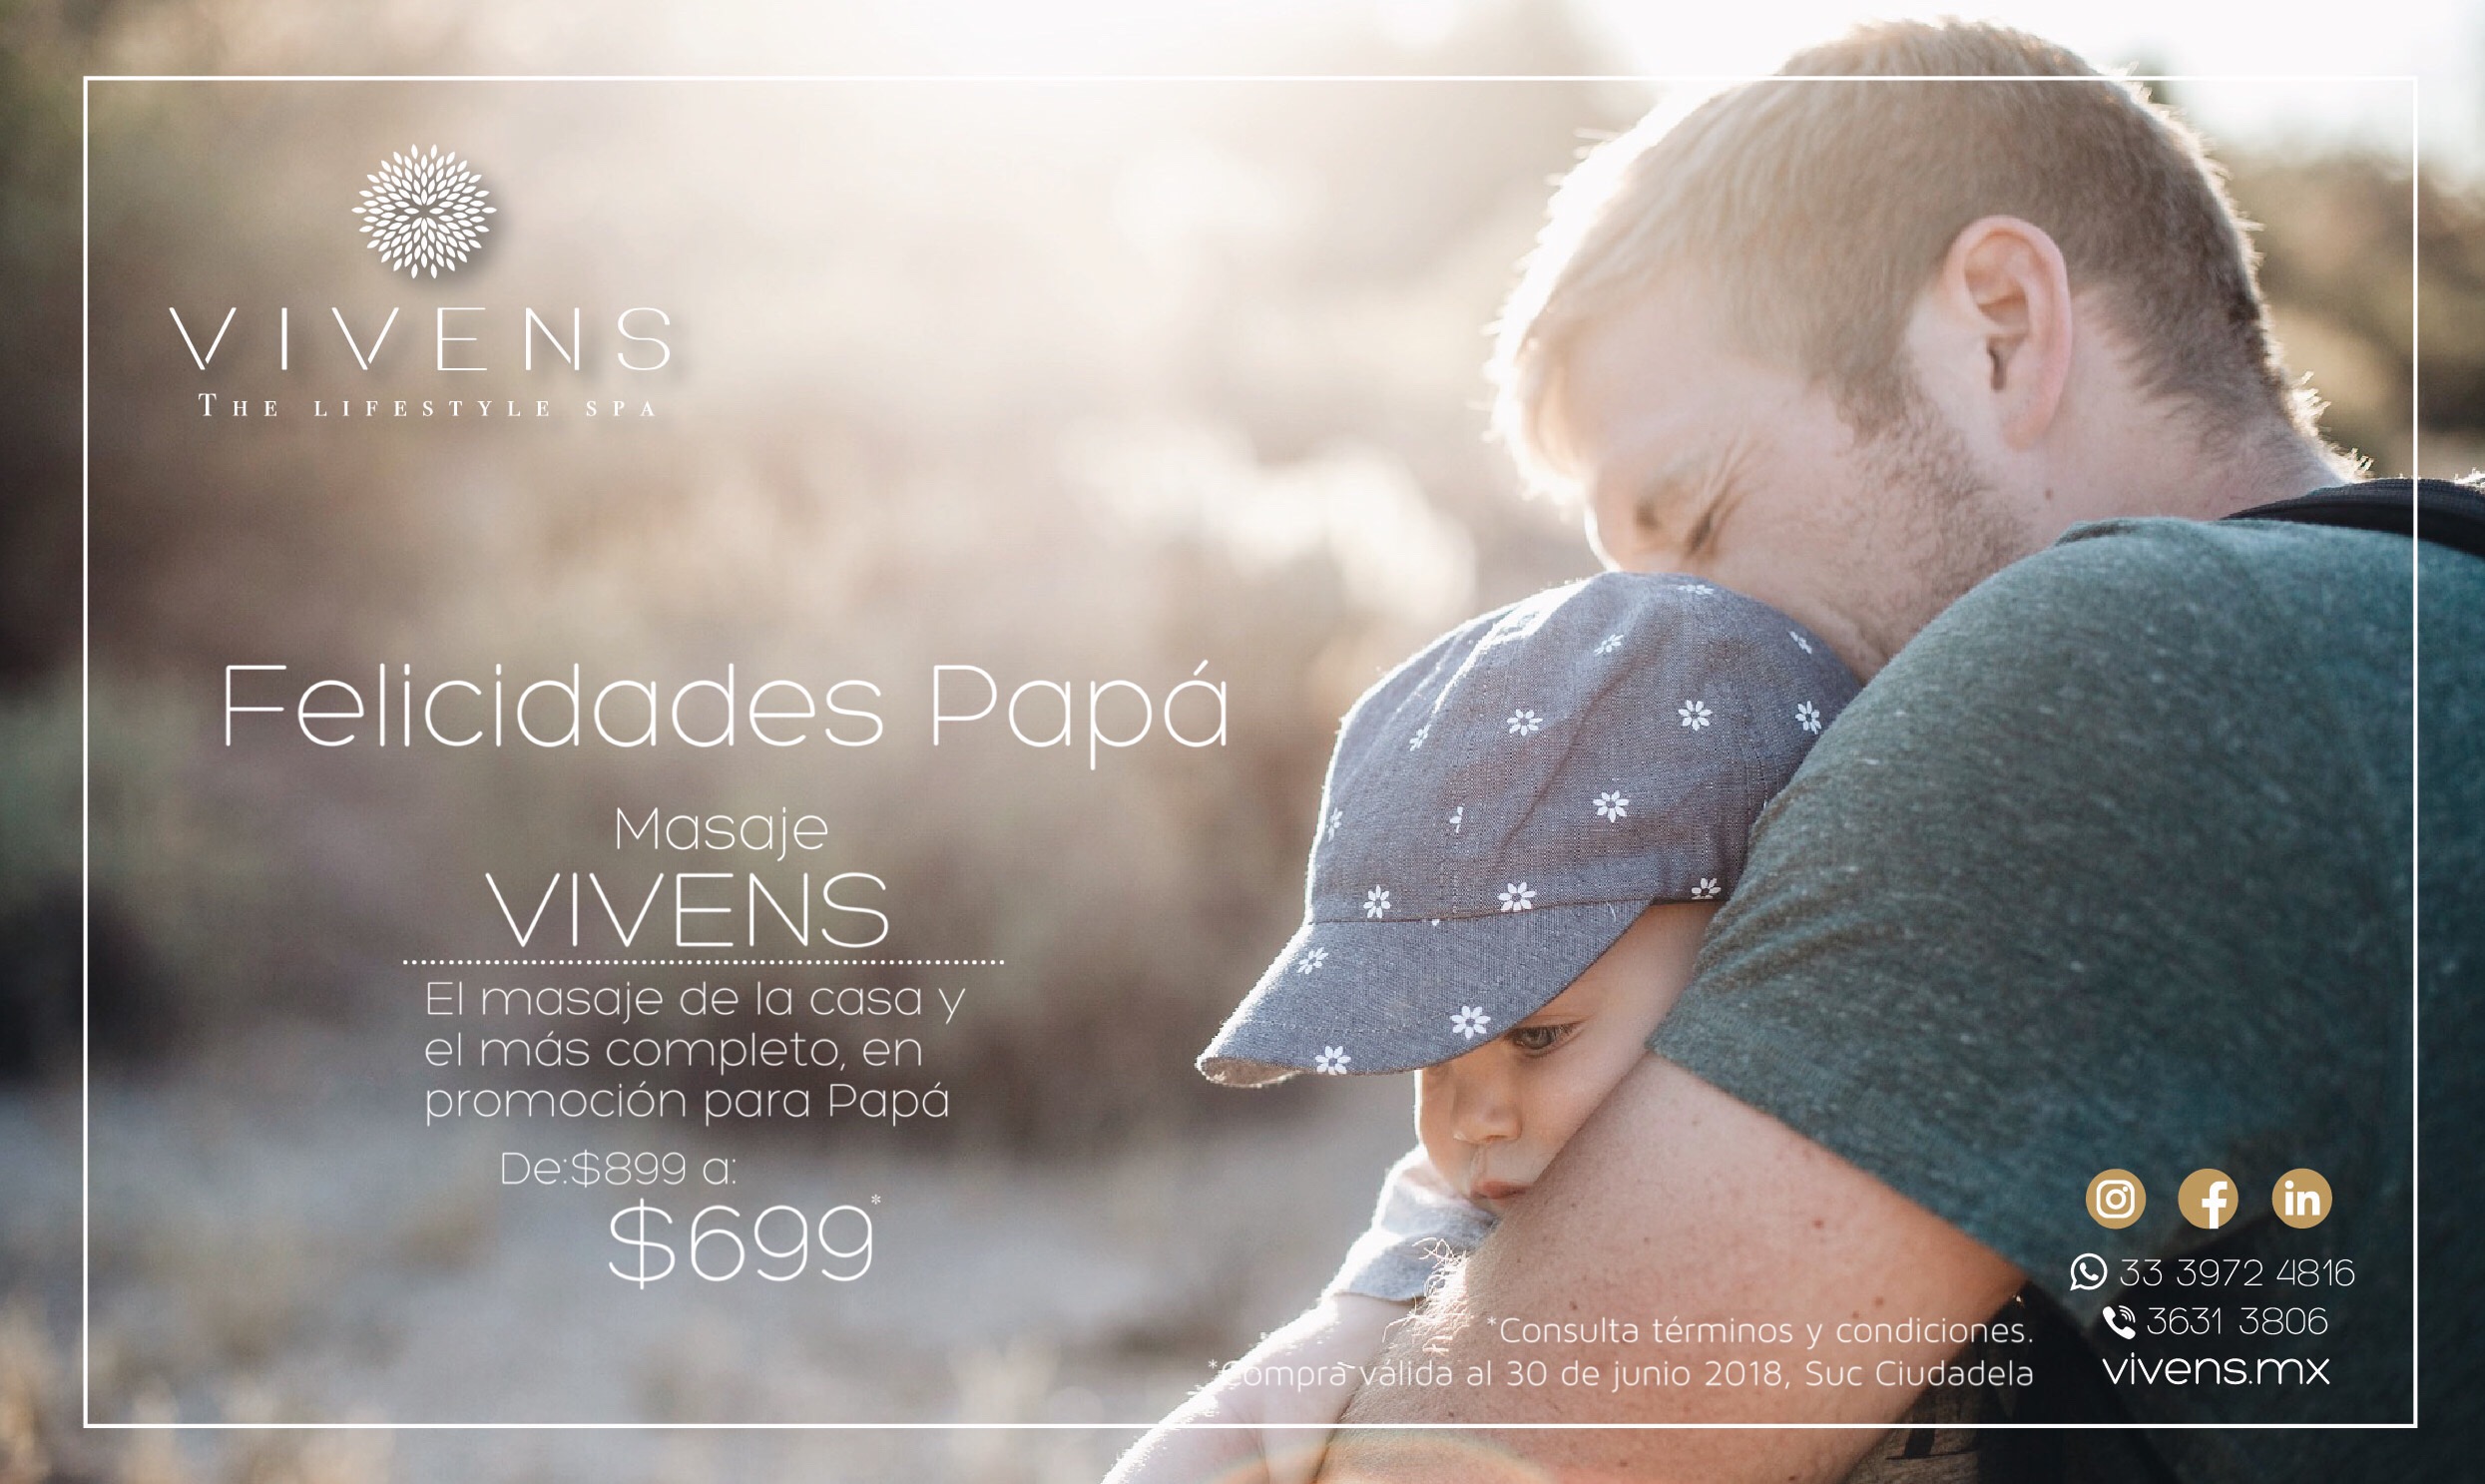 VIVENS
THE LIFESTYLE SPA
Felicidades Papá
Masaje
VIVENS
El masaje de la casa y
el más completo, en
promoción para Papá
De:$899 a:
$699*
*Consulta términos y condiciones.
*Compra válida al 30 de junio 2018, Suc Ciudadela
33 3972 4816
3631 3806
vivens.mx